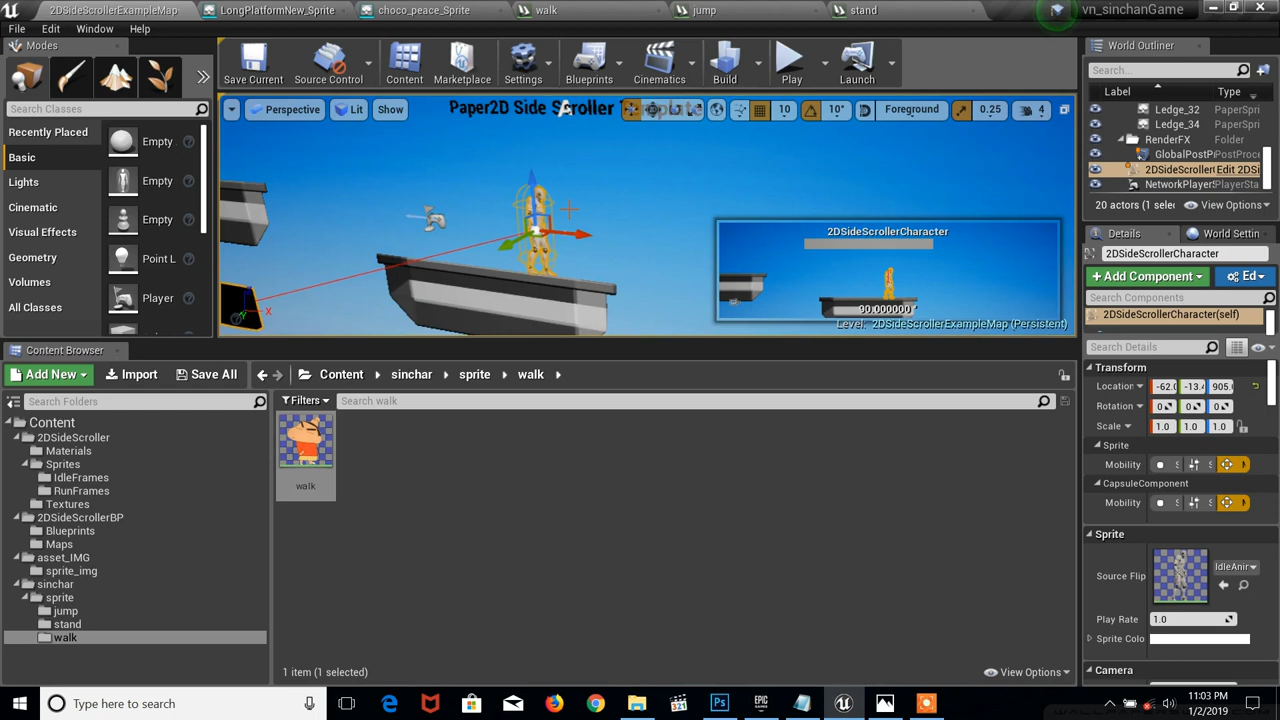 2DSideScrollerExampleMap
LongPlatformNew_Sprite
choco_peace_Sprite
walk
jump
stand
vn_sinchanGame
File Edit Window Help
Modes
Search Classes
Recently Placed
Basic
Lights
Cinematic
Visual Effects
Geometry
Volumes
All Classes
Empty
Empty
Empty
Point L
Player
Save Current
Source Control
Content
Marketplace
Settings
Blueprints
Cinematics
Build
Play
Launch
Perspective
Lit
Show
Paper2D Side Scroller Template
10
10°
Foreground
0.25
4
2DSideScrollerCharacter
90.000000
Level: 2DSideScrollerExampleMap (Persistent)
World Outliner
Search...
Label Type
Ledge_32 PaperSpri
Ledge_34 PaperSpri
RenderFX Folder
GlobalPostP PostProce
2DSideScroller Edit 2DSi
NetworkPlayerS PlayerSta
20 actors (1 selec View Options
Details
World Settin
2DSideScrollerCharacter
Add Component
Ed
Search Components
2DSideScrollerCharacter(self)
Search Details
Transform
Location -62.0 -13.4 905.
Rotation 0 0 0
Scale 1.0 1.0 1.0
Sprite
Mobility S S M
CapsuleComponent
Mobility S S M
Sprite
Source Flip
IdleAnim
Play Rate 1.0
Sprite Colo
Camera
Content Browser
Add New Import Save All
Content sinchar sprite walk
Search Folders
Filters
Search walk
Content
2DSideScroller
Materials
Sprites
IdleFrames
RunFrames
Textures
2DSideScrollerBP
Blueprints
Maps
asset_IMG
sprite_img
sinchar
sprite
jump
stand
walk
walk
1 item (1 selected)
View Options
Type here to search
11:03 PM
1/2/2019